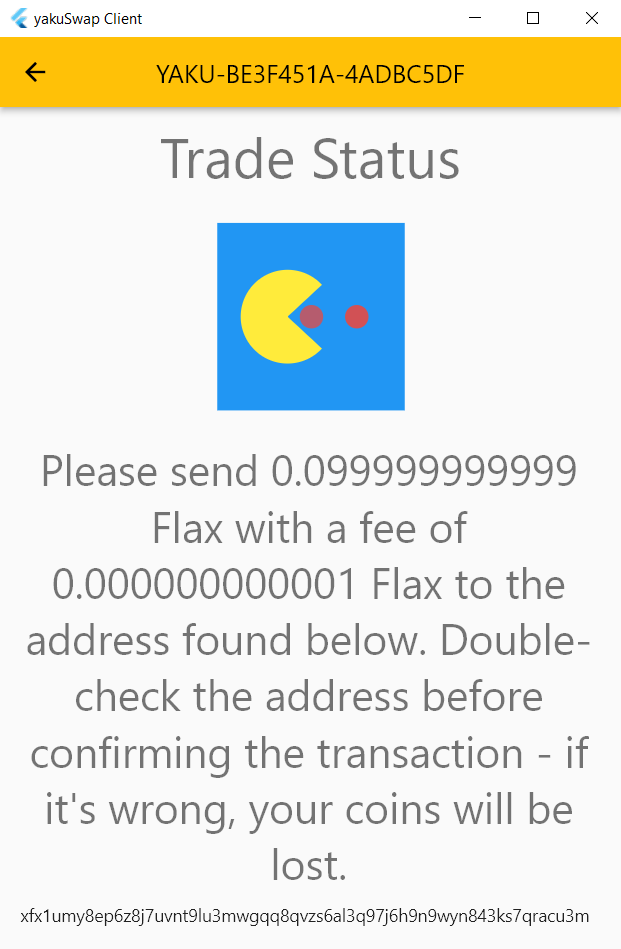 yakuSwap Client
YAKU-BE3F451A-4ADBC5DF
Trade Status
Please send 0.099999999999
Flax with a fee of
0.000000000001 Flax to the
address found below. Double-
check the address before
confirming the transaction - if
it's wrong, your coins will be
lost.
xfx1umy8ep6z8j7uvnt9lu3mwgqq8qvzs6al3q97j6h9n9wyn843ks7qracu3m